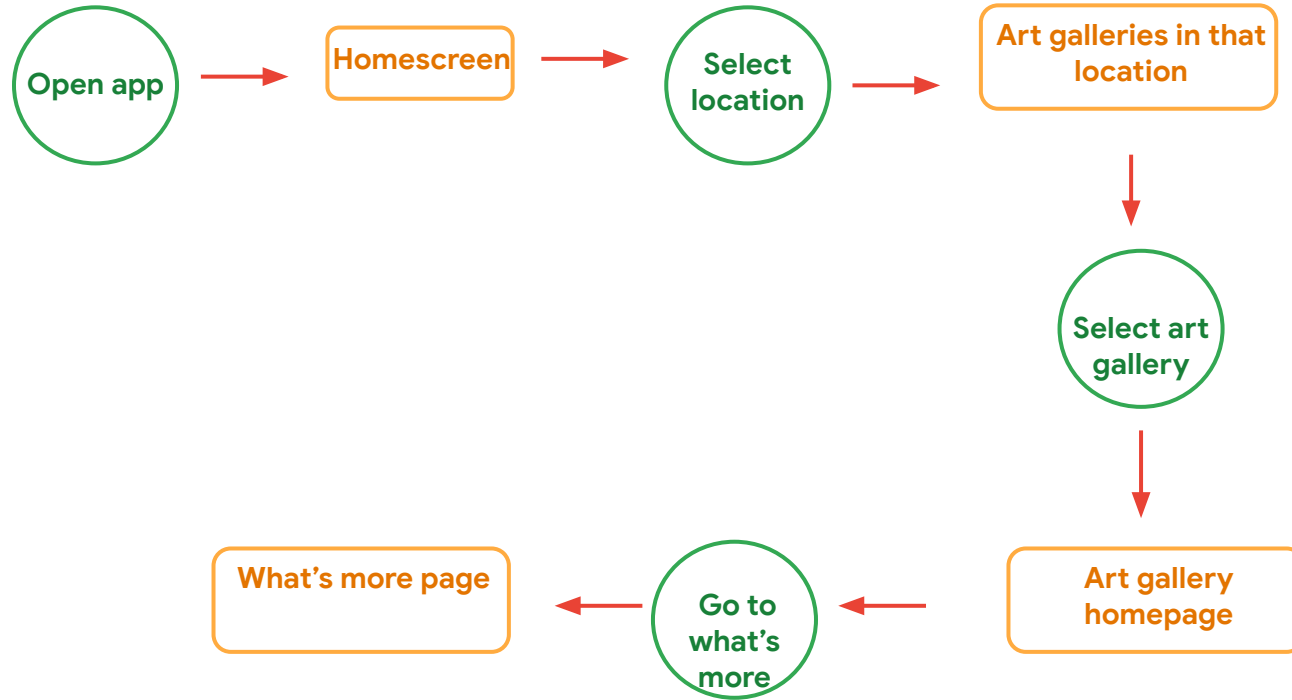 Open app
Homescreen
Select
location
Art galleries in that
location
Select art
gallery
Art gallery
homepage
Go to
what's
more
What's more page